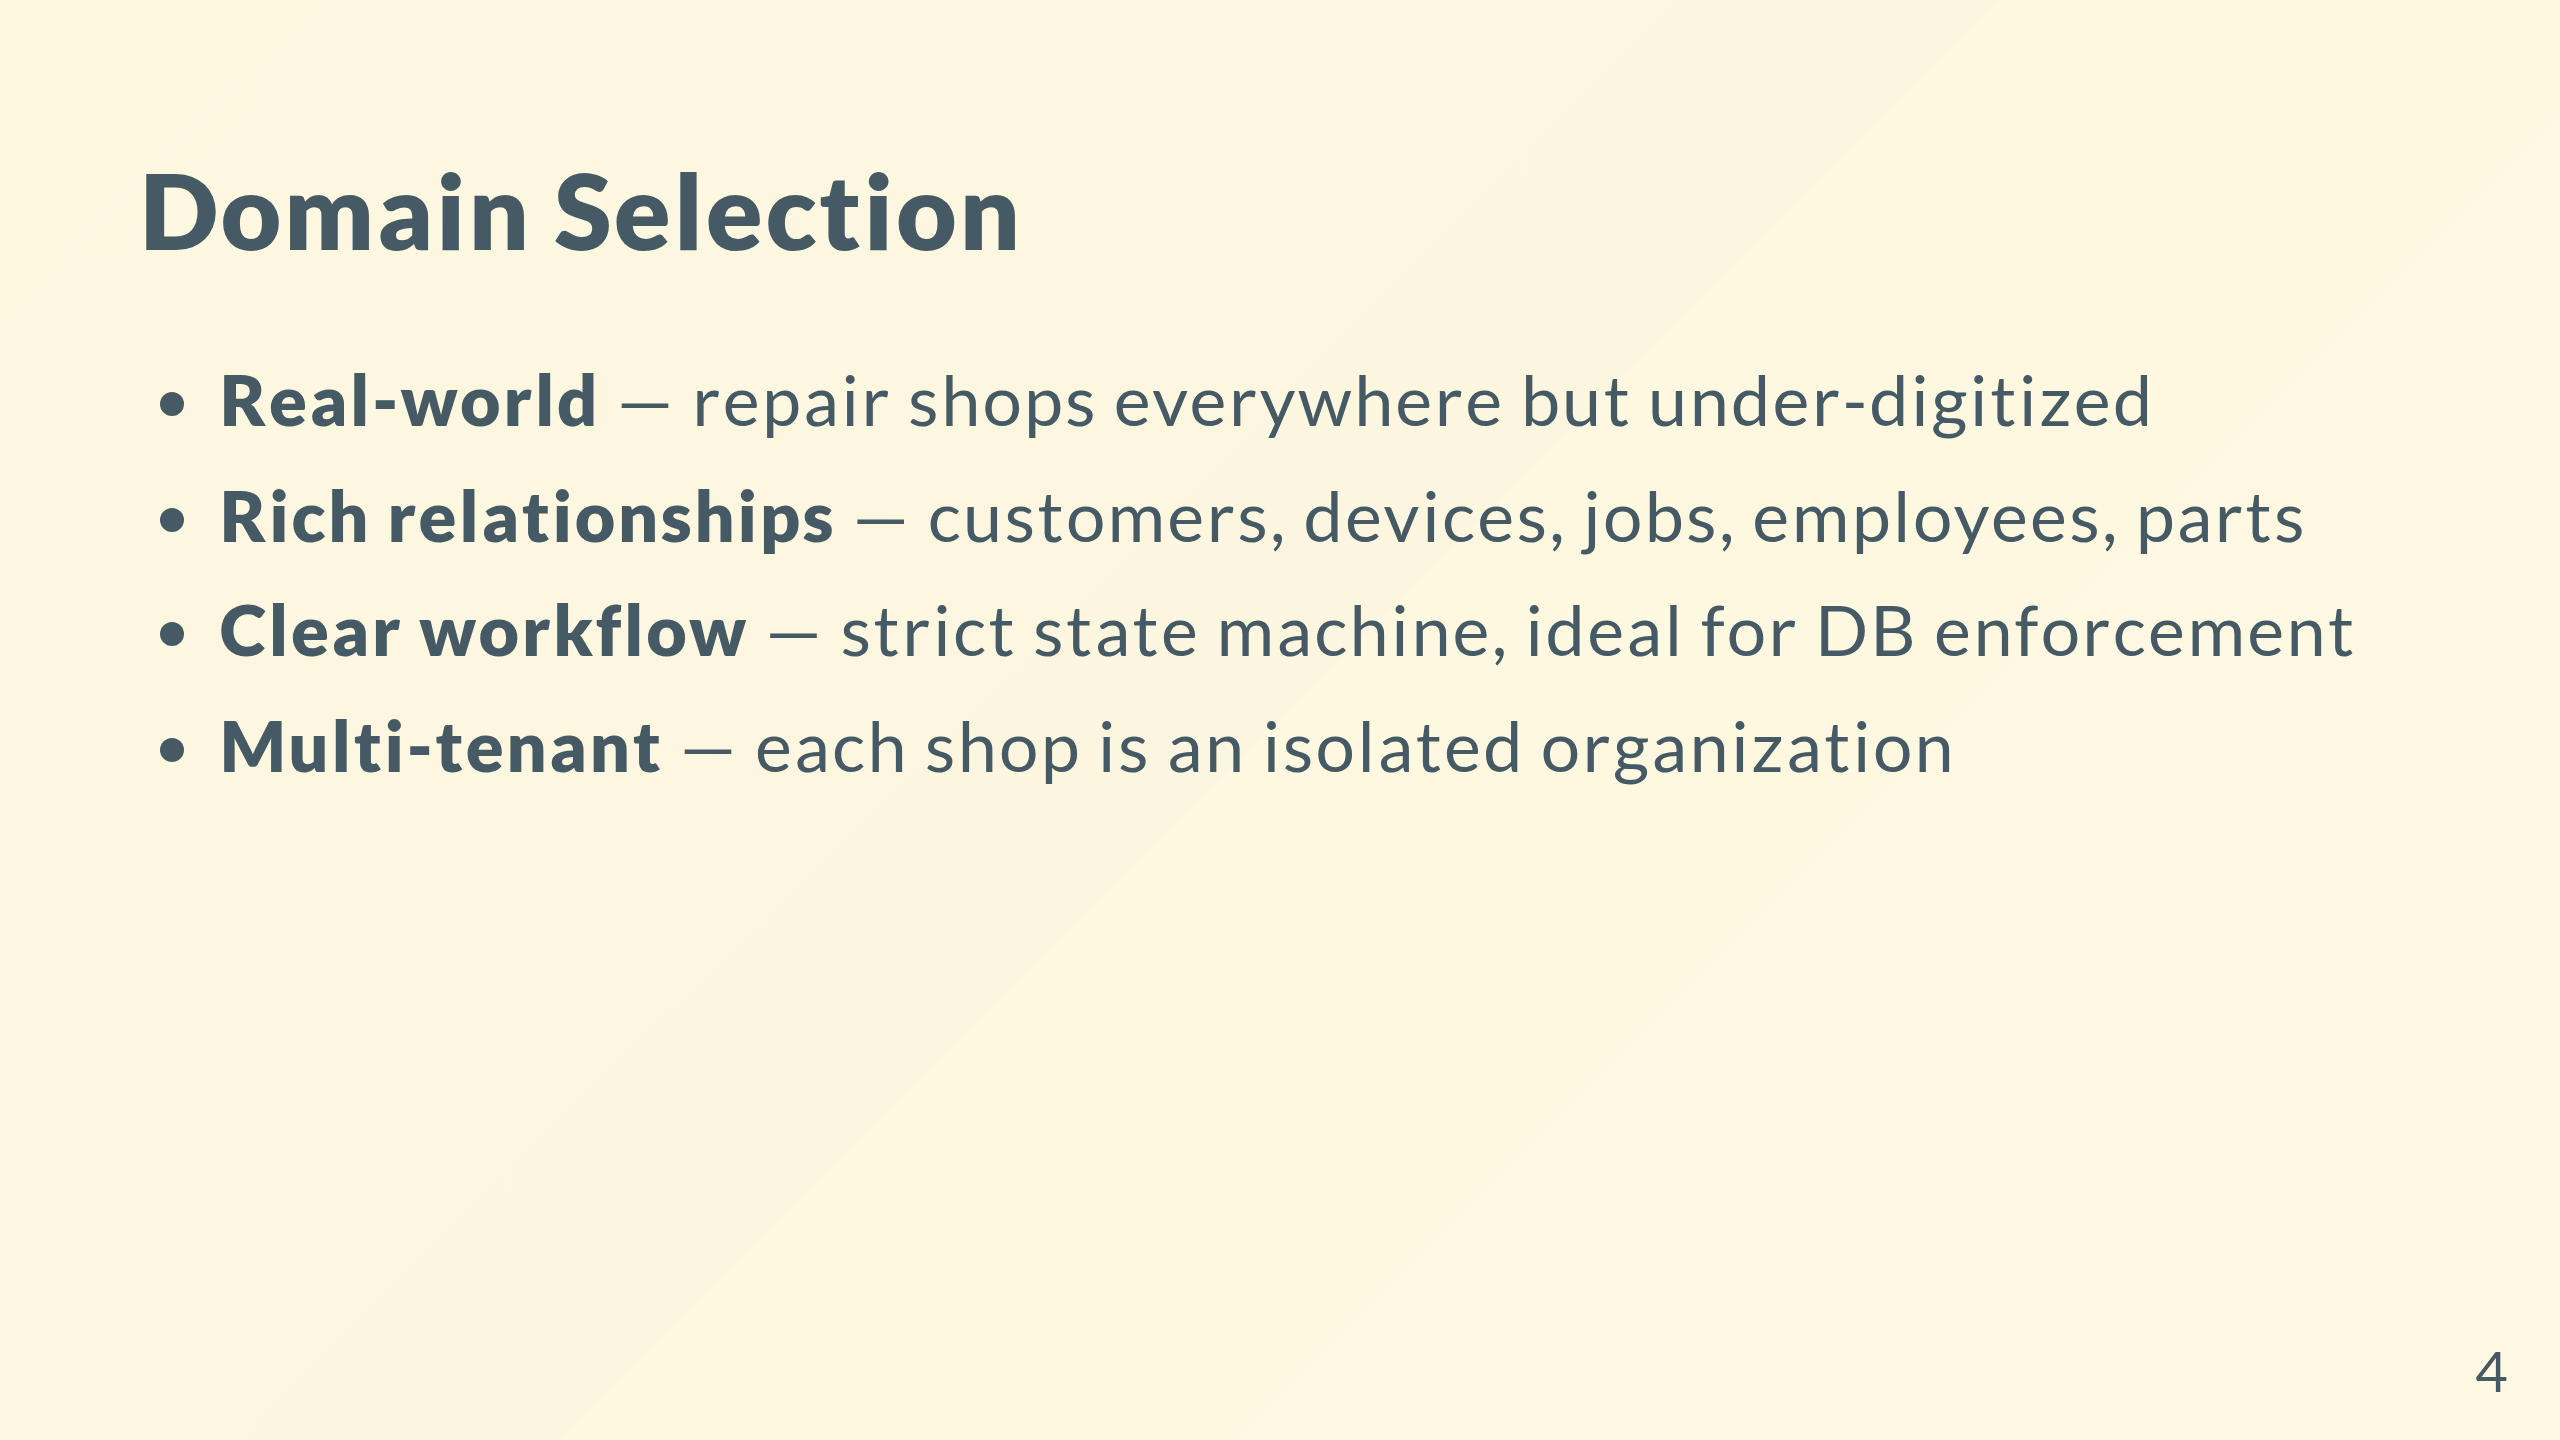 Domain Selection
• Real-world — repair shops everywhere but under-digitized
• Rich relationships — customers, devices, jobs, employees, parts
• Clear workflow — strict state machine, ideal for DB enforcement
• Multi-tenant — each shop is an isolated organization
4